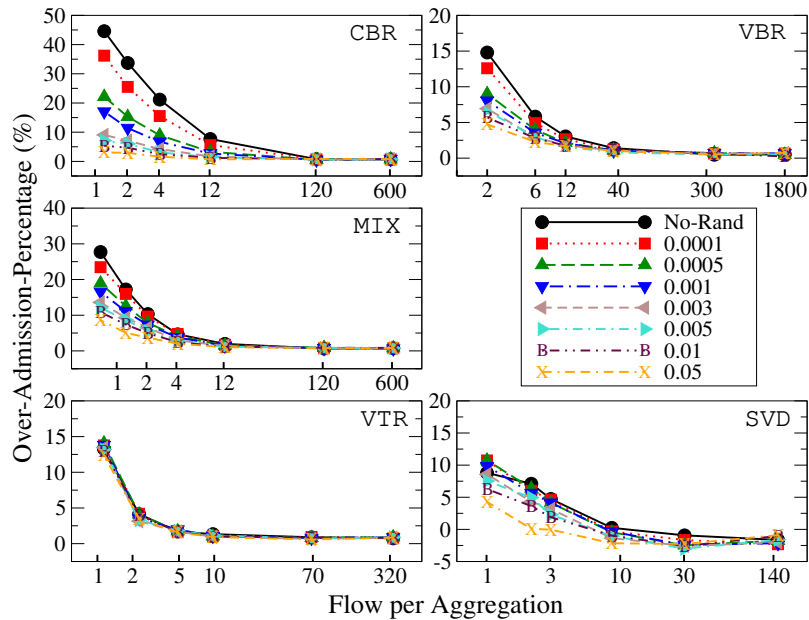 CBR
50
40
30
20
10
0
1 2 4 12 120 600
VBR
20
15
10
5
0
2 6 12 40 300 1800
MIX
40
30
20
10
0
1 2 4 12 120 600
No-Rand
0.0001
0.0005
0.001
0.003
0.005
B B 0.01
X X 0.05
VTR
20
15
10
5
0
1 2 5 10 70 320
SVD
20
15
10
5
0
-5
1 3 10 30 140
Over-Admission-Percentage (%)
Flow per Aggregation